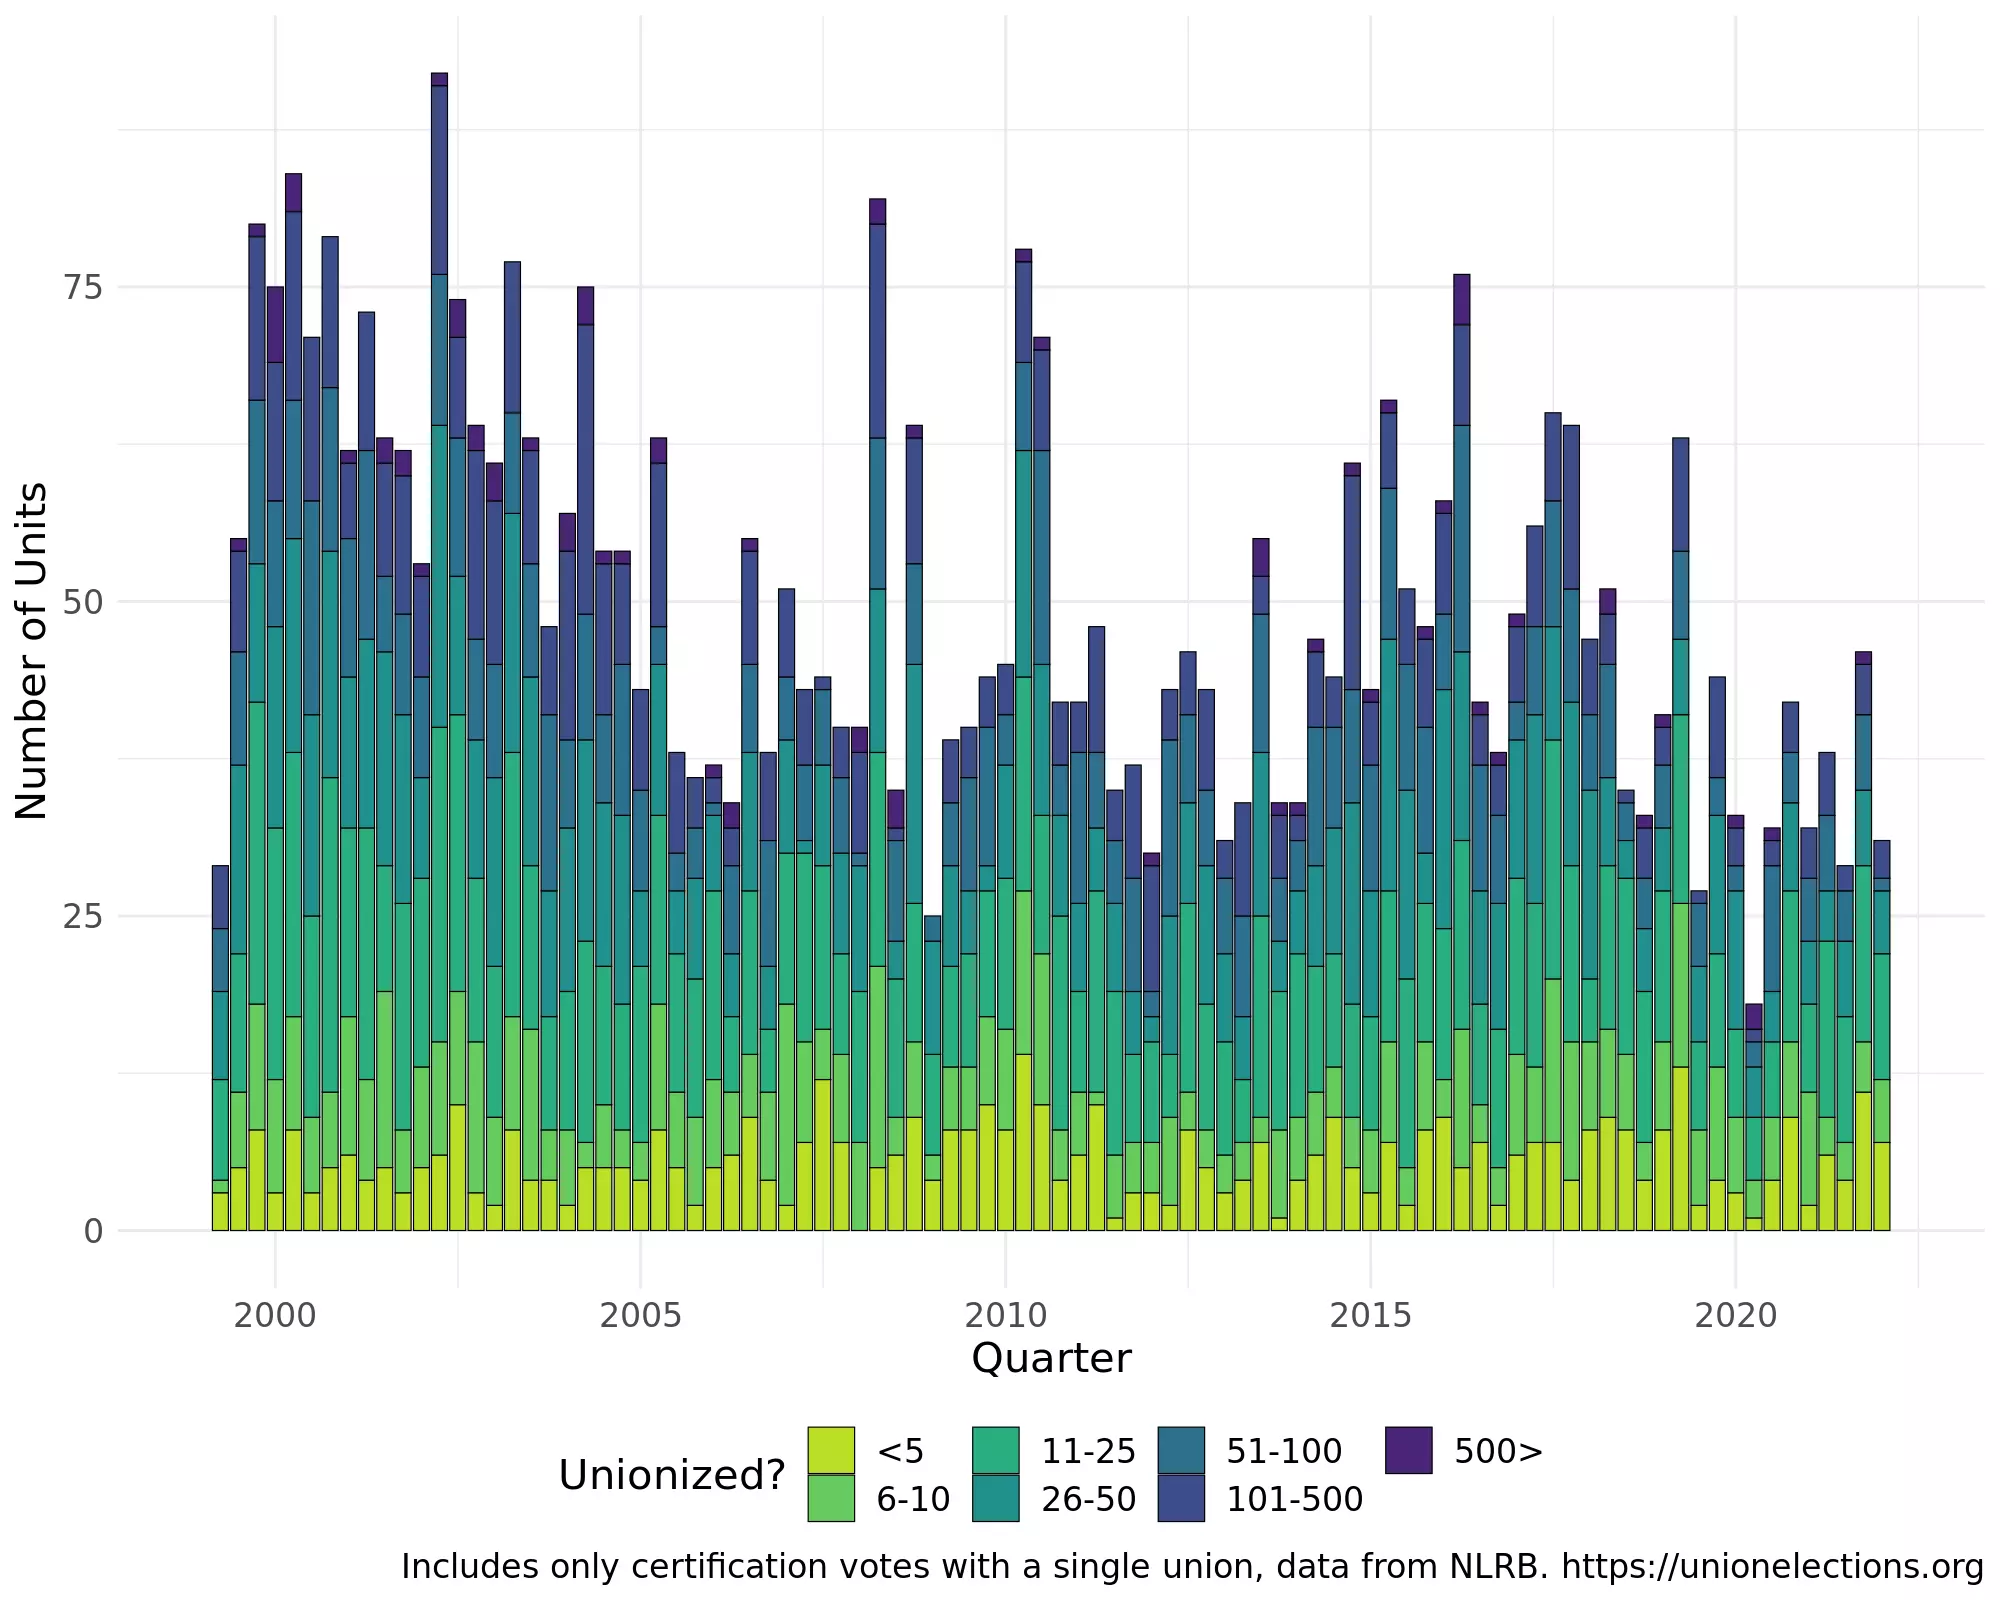 75
50
25
0
Number of Units
2000 2005 2010 2015 2020
Quarter
Unionized?
<5 11-25 51-100 500>
6-10 26-50 101-500
Includes only certification votes with a single union, data from NLRB. https://unionelections.org